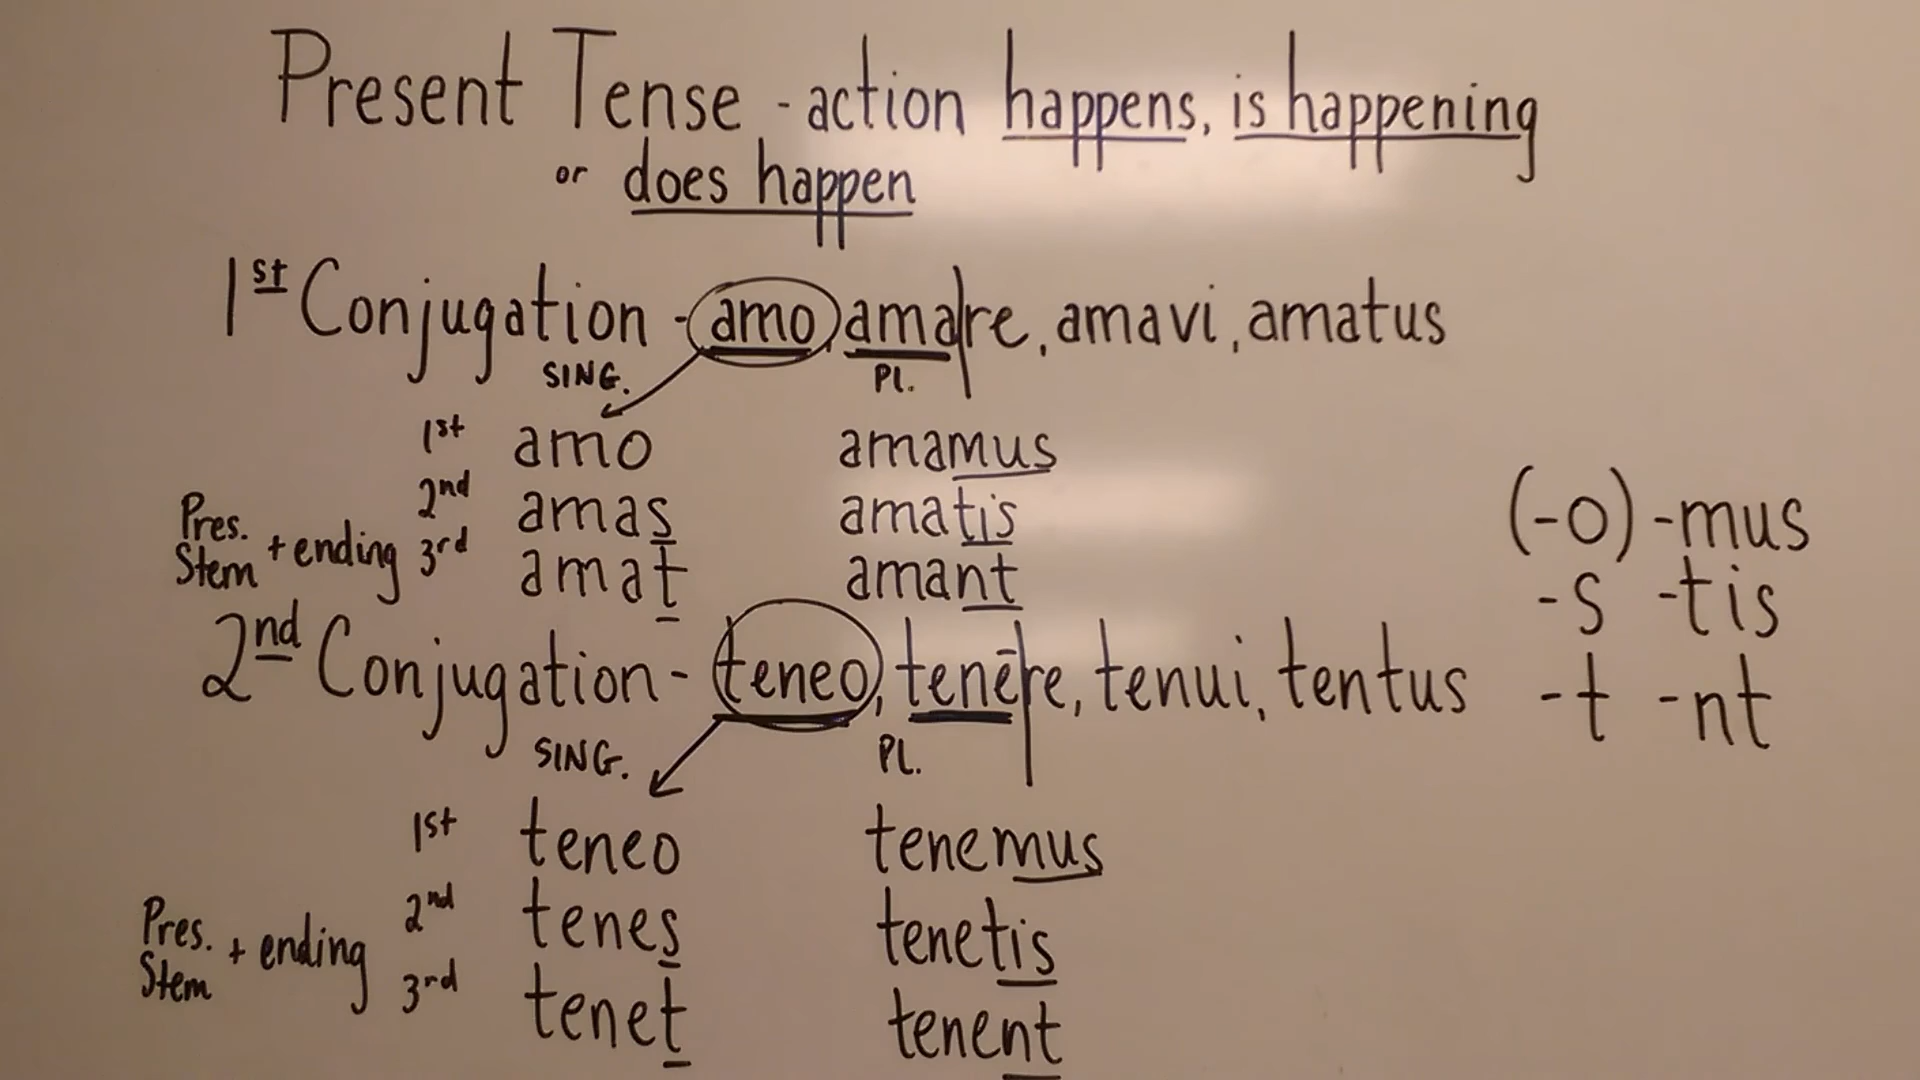 Present Tense - action happens, is happening
or does happen
1st Conjugation - amo, amare, amavi, amatus
SING. PL.
1st amo amamus
2nd amas amatis
3rd amat amant
Pres. Stem + ending
2nd Conjugation - teneo, tenēre, tenui, tentus
SING. PL.
1st teneo tenemus
2nd tenes tenetis
3rd tenet tenent
Pres. Stem + ending
(-o) -mus
-s -tis
-t -nt